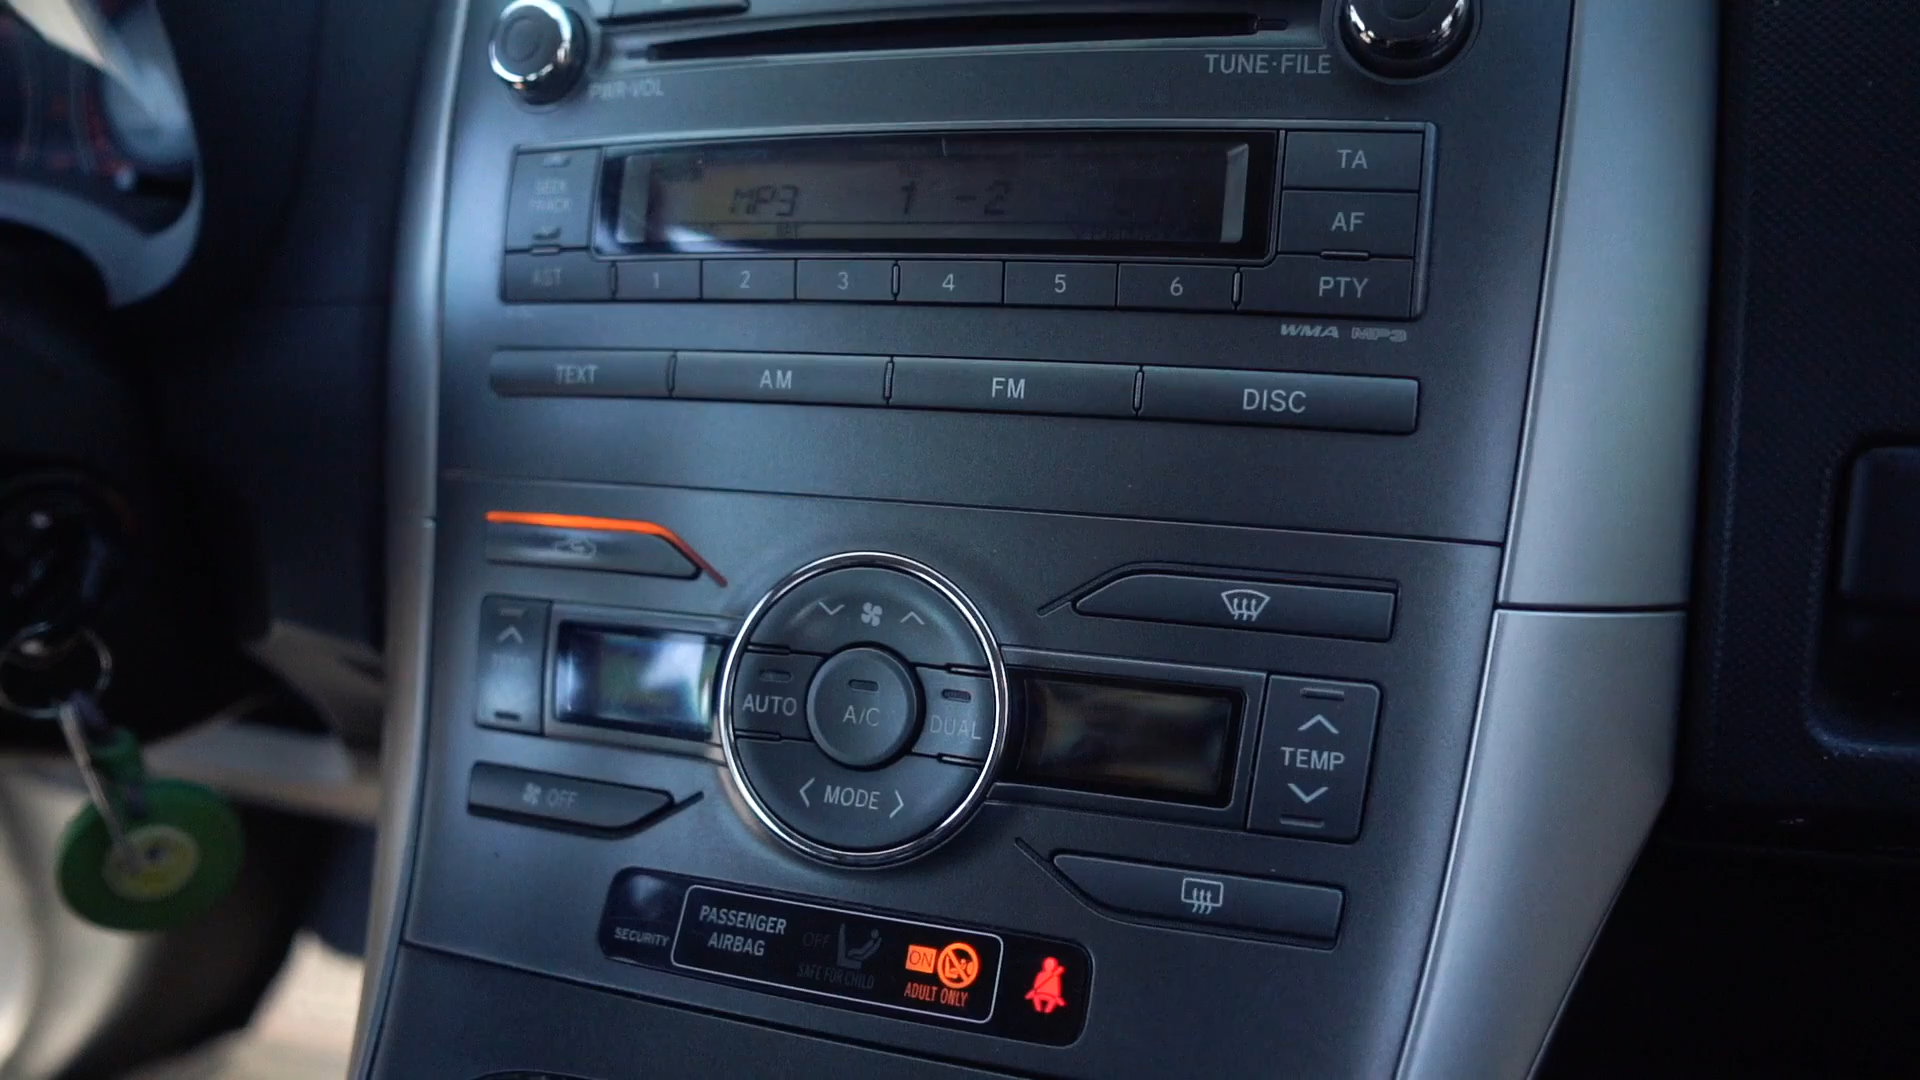 PWR·VOL
TUNE·FILE
SEEK
TRACK
MP3 1 -2
TA
AF
AST 1 2 3 4 5 6 PTY
WMA MP3
TEXT AM FM DISC
AUTO A/C DUAL
TEMP
OFF
MODE
SECURITY
PASSENGER
AIRBAG
OFF
SAFE FOR CHILD
ON
ADULT ONLY